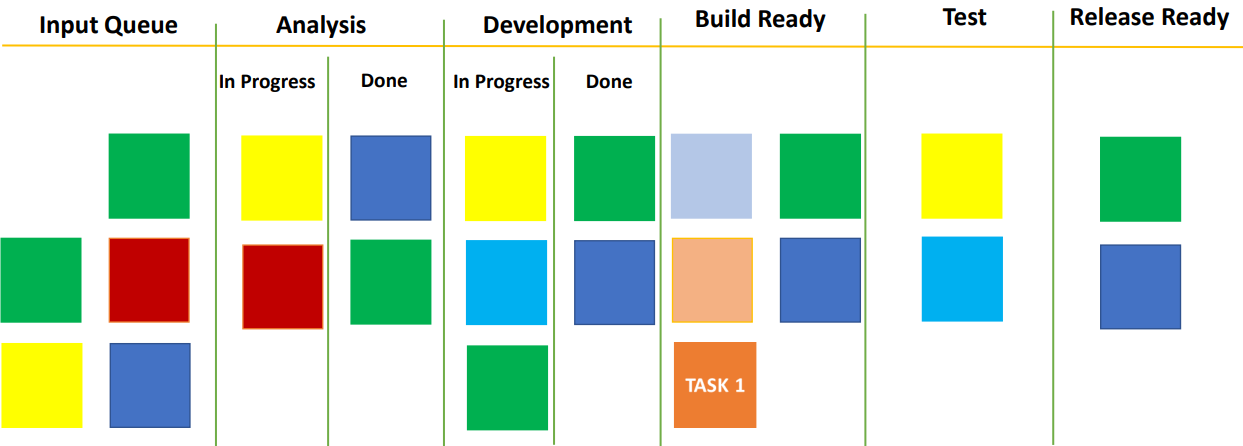 Input Queue
Analysis
Development
Build Ready
Test
Release Ready
In Progress
Done
In Progress
Done
TASK 1